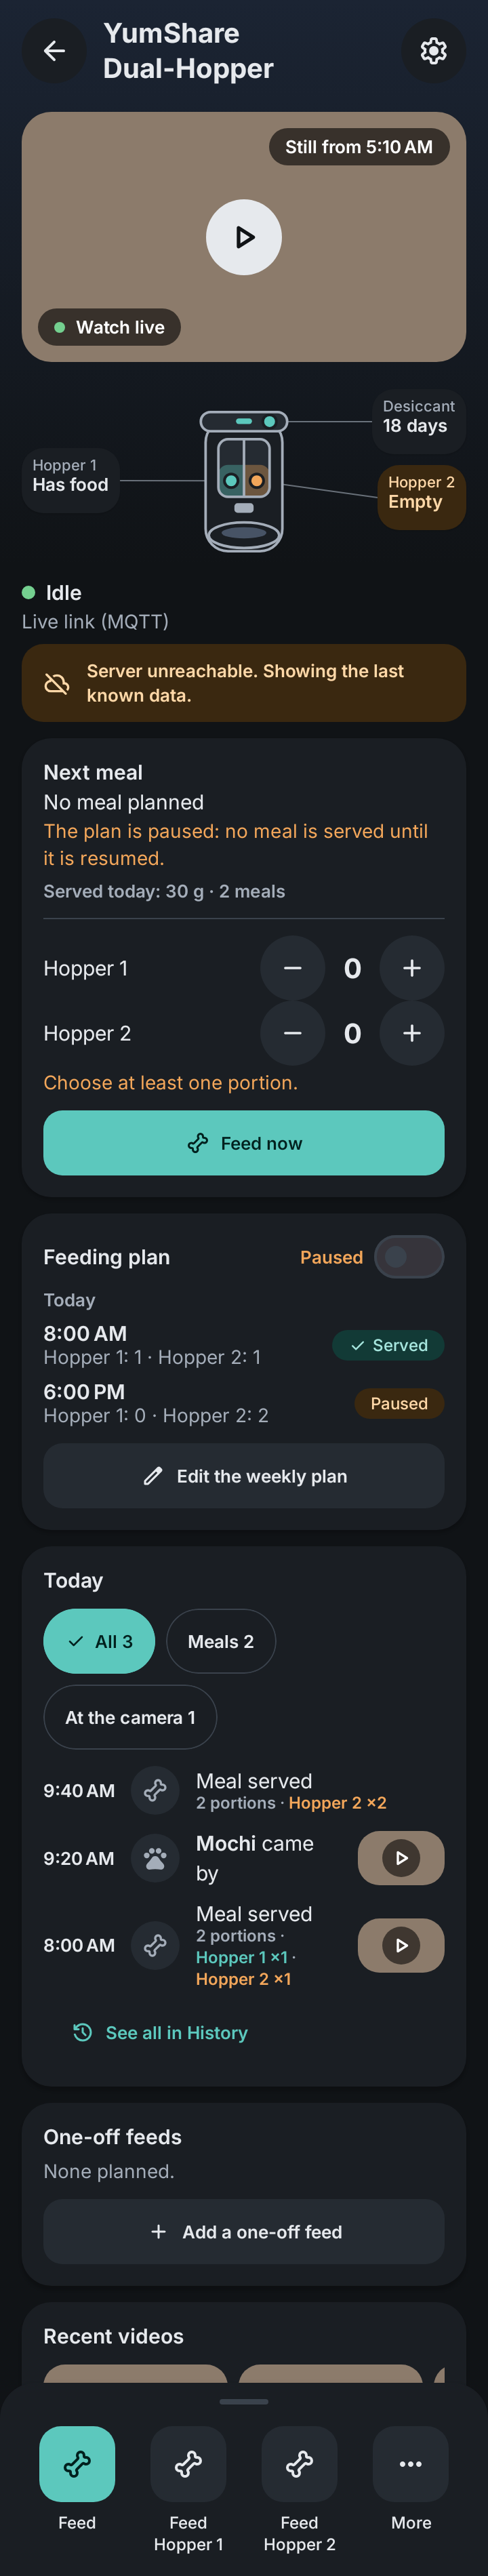 YumShare
Dual-Hopper
Still from 5:10 AM
Watch live
Desiccant
18 days
Hopper 1
Has food
Hopper 2
Empty
Idle
Live link (MQTT)
Server unreachable. Showing the last
known data.
Next meal
No meal planned
The plan is paused: no meal is served until
it is resumed.
Served today: 30 g · 2 meals
Hopper 1
0
Hopper 2
0
Choose at least one portion.
Feed now
Feeding plan
Paused
Today
8:00 AM
Hopper 1: 1 · Hopper 2: 1
Served
6:00 PM
Hopper 1: 0 · Hopper 2: 2
Paused
Edit the weekly plan
Today
All 3
Meals 2
At the camera 1
9:40 AM
Meal served
2 portions · Hopper 2 ×2
9:20 AM
Mochi came
by
8:00 AM
Meal served
2 portions ·
Hopper 1 ×1 ·
Hopper 2 ×1
See all in History
One-off feeds
None planned.
Add a one-off feed
Recent videos
Feed
Feed
Hopper 1
Feed
Hopper 2
More